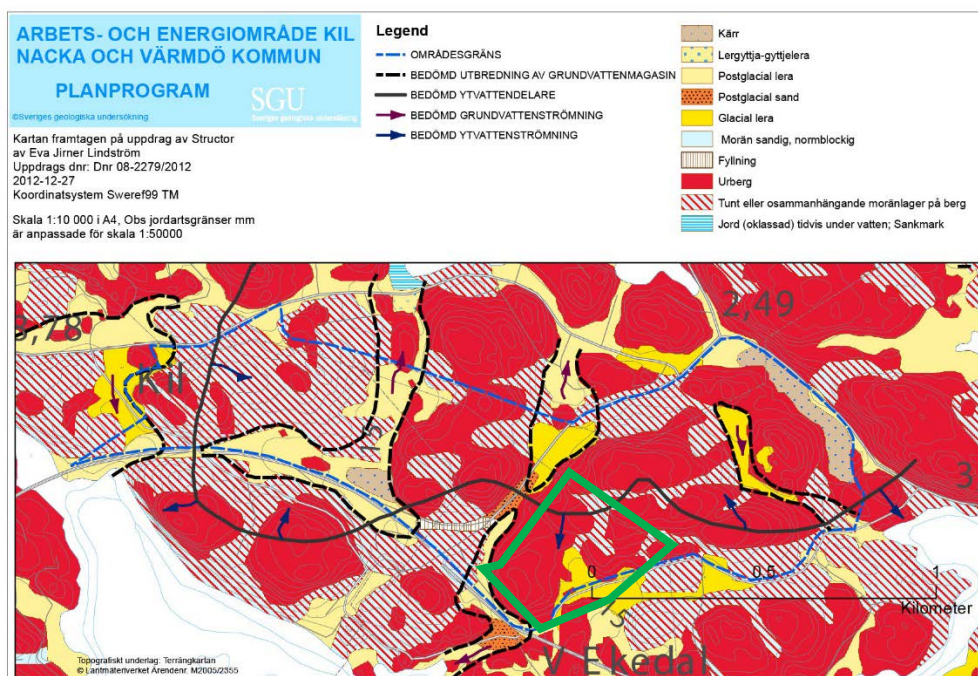 ARBETS- OCH ENERGIOMRÅDE KIL
NACKA OCH VÄRMDÖ KOMMUN
PLANPROGRAM
SGU
©Sveriges geologiska undersökning
Sveriges geologiska undersökning
Kartan framtagen på uppdrag av Structor
av Eva Jirner Lindström
Uppdrags dnr: Dnr 08-2279/2012
2012-12-27
Koordinatsystem Sweref99 TM
Skala 1:10 000 i A4, Obs jordartsgränser mm
är anpassade för skala 1:50000
Legend
OMRÅDESGRÄNS
BEDÖMD UTBREDNING AV GRUNDVATTENMAGASIN
BEDÖMD YTVATTENDELARE
BEDÖMD GRUNDVATTENSTRÖMNING
BEDÖMD YTVATTENSTRÖMNING
Kärr
Lergyttja-gyttjelera
Postglacial lera
Postglacial sand
Glacial lera
Morän sandig, normblockig
Fyllning
Urberg
Tunt eller osammanhängande moränlager på berg
Jord (oklassad) tidvis under vatten; Sankmark
3,78
2,49
Kil
3
0
0,5
1
Kilometer
V Ekedal
Topografiskt underlag: Terrängkartan
© Lantmäteriverket Ärendenr. M2005/2355